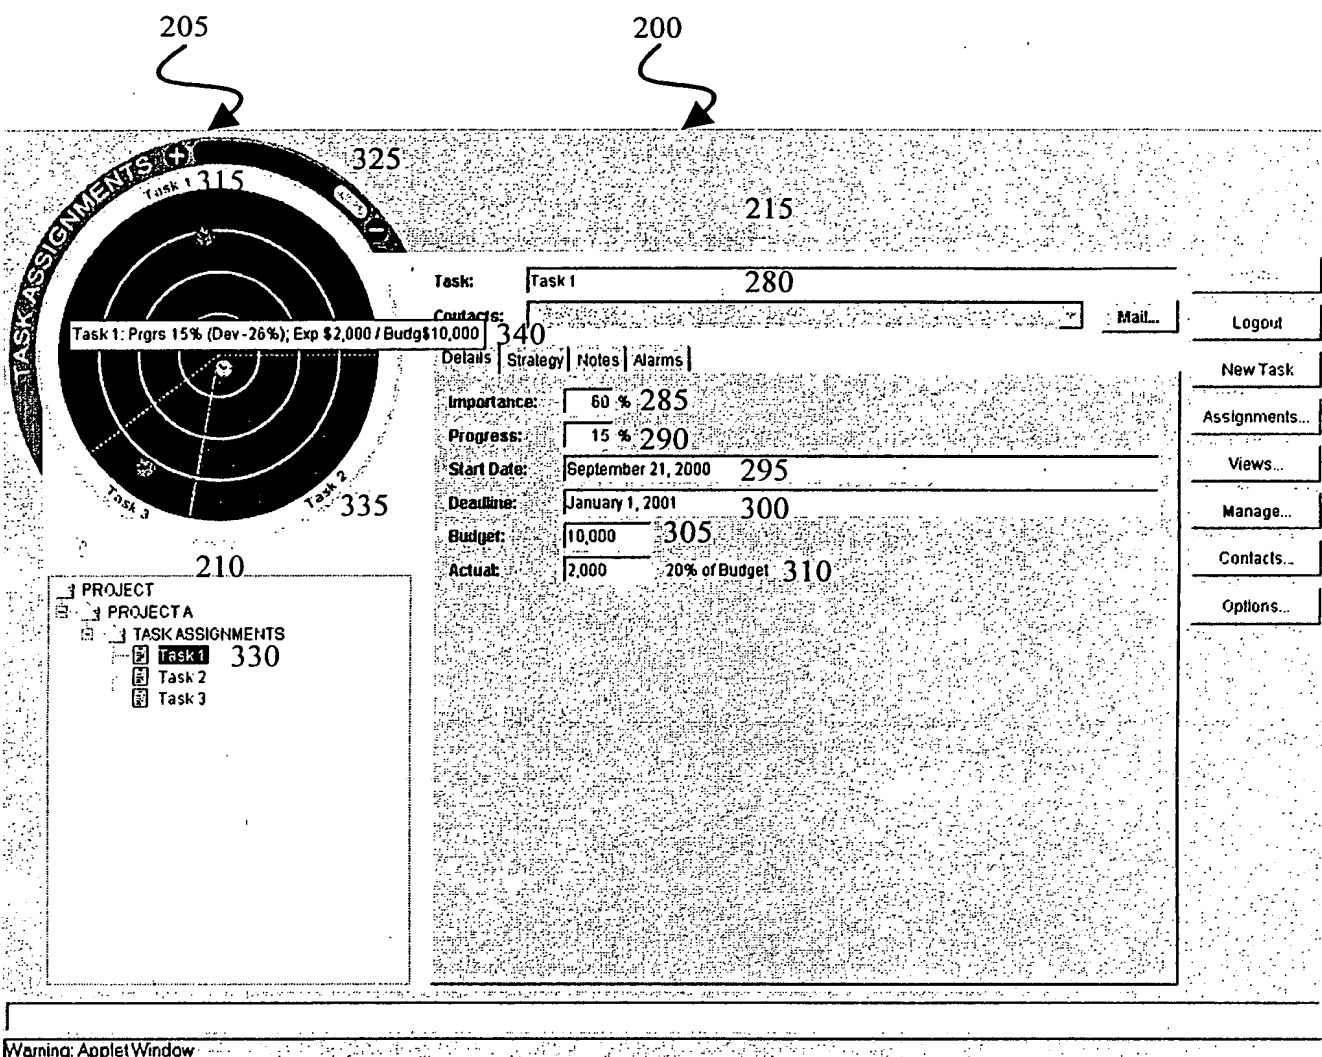 205
200
TASK ASSIGNMENTS
325
Task 1
315
215
Task: Task 1 280
Contacts: Mail...
Task 1: Prgrs 15% (Dev -26%); Exp $2,000 / Budg$10,000
340
Details Strategy Notes Alarms
Importance: 60 % 285
Progress: 15 % 290
Start Date: September 21, 2000 295
Deadline: January 1, 2001 300
Budget: 10,000 305
Actual: 2,000 20% of Budget 310
Logout
New Task
Assignments...
Views...
Manage...
Contacts...
Options...
Task 3
Task 2
335
210
PROJECT
PROJECT A
TASK ASSIGNMENTS
Task 1 330
Task 2
Task 3
Warning: Applet Window